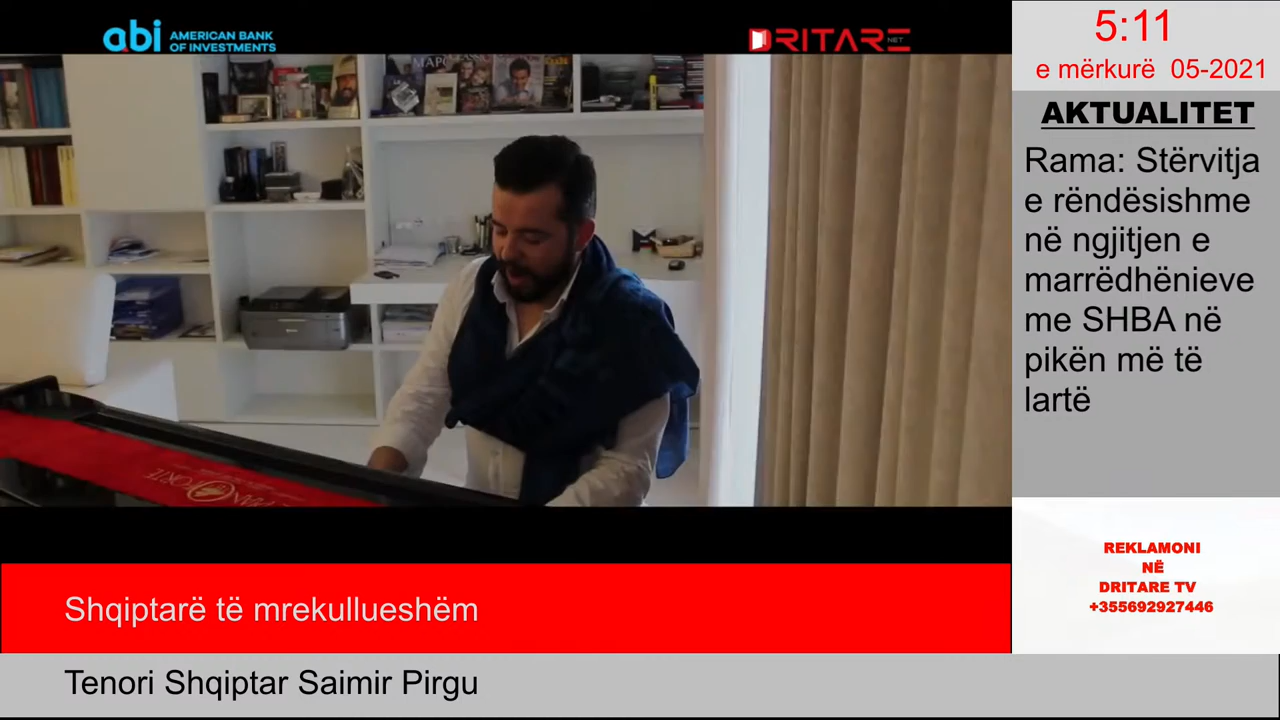 abi AMERICAN BANK
OF INVESTMENTS
DRITARE.NET
5:11
e mërkurë 05-2021
AKTUALITET
Rama: Stërvitja
e rëndësishme
në ngjitjen e
marrëdhënieve
me SHBA në
pikën më të
lartë
REKLAMONI
NË
DRITARE TV
+355692927446
Shqiptarë të mrekullueshëm
Tenori Shqiptar Saimir Pirgu